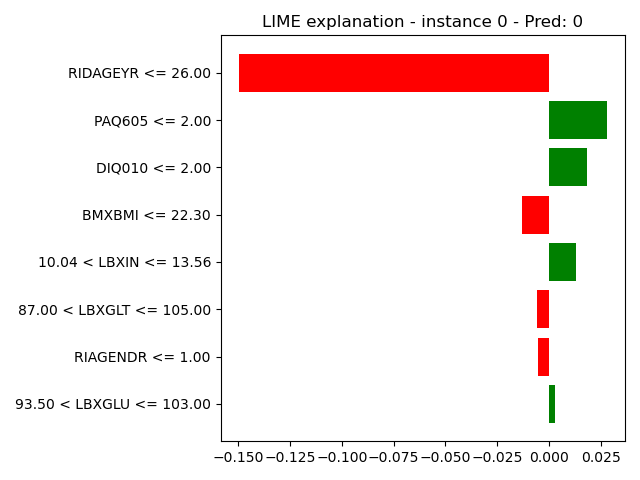 LIME explanation - instance 0 - Pred: 0
RIDAGEYR <= 26.00
PAQ605 <= 2.00
DIQ010 <= 2.00
BMXBMI <= 22.30
10.04 < LBXIN <= 13.56
87.00 < LBXGLT <= 105.00
RIAGENDR <= 1.00
93.50 < LBXGLU <= 103.00
−0.150 −0.125 −0.100 −0.075 −0.050 −0.025 0.000 0.025